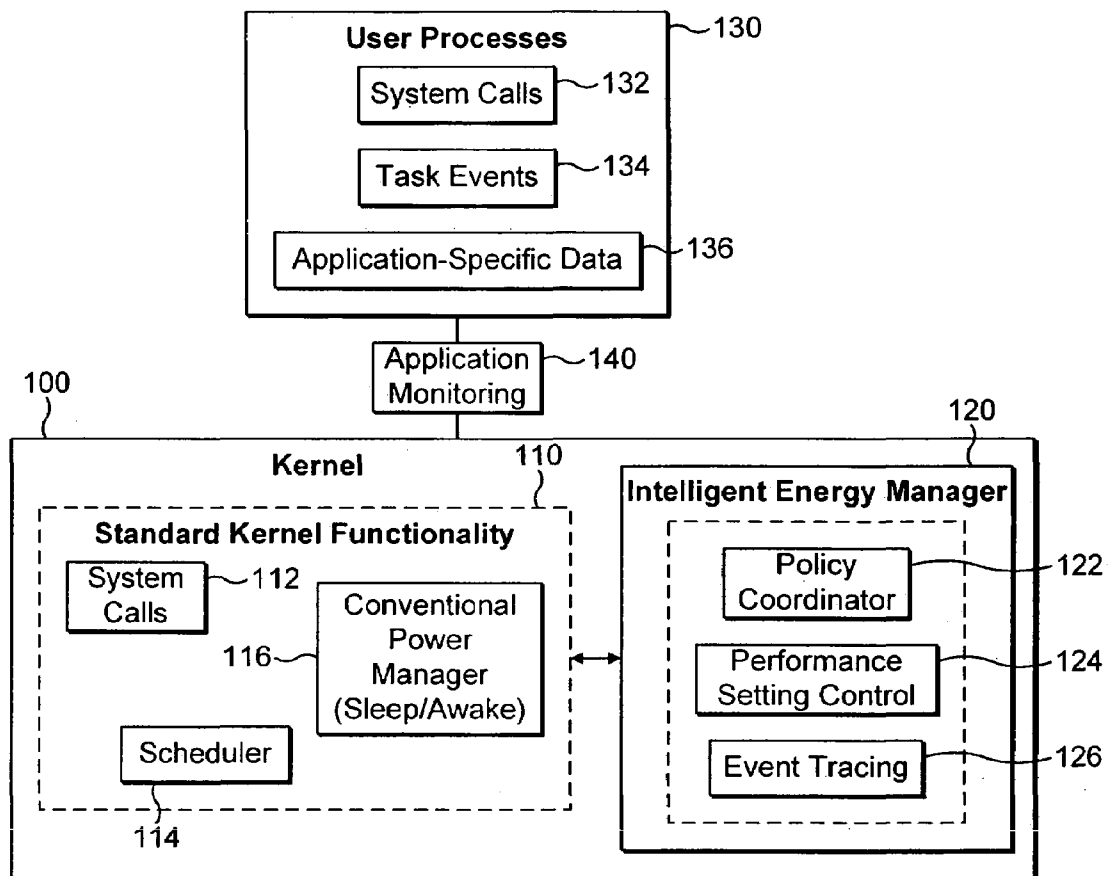 User Processes
130
System Calls
132
Task Events
134
Application-Specific Data
136
Application
Monitoring
140
100
Kernel
110
120
Standard Kernel Functionality
System
Calls
112
Conventional
Power
Manager
(Sleep/Awake)
116
Scheduler
114
Intelligent Energy Manager
Policy
Coordinator
122
Performance
Setting Control
124
Event Tracing
126